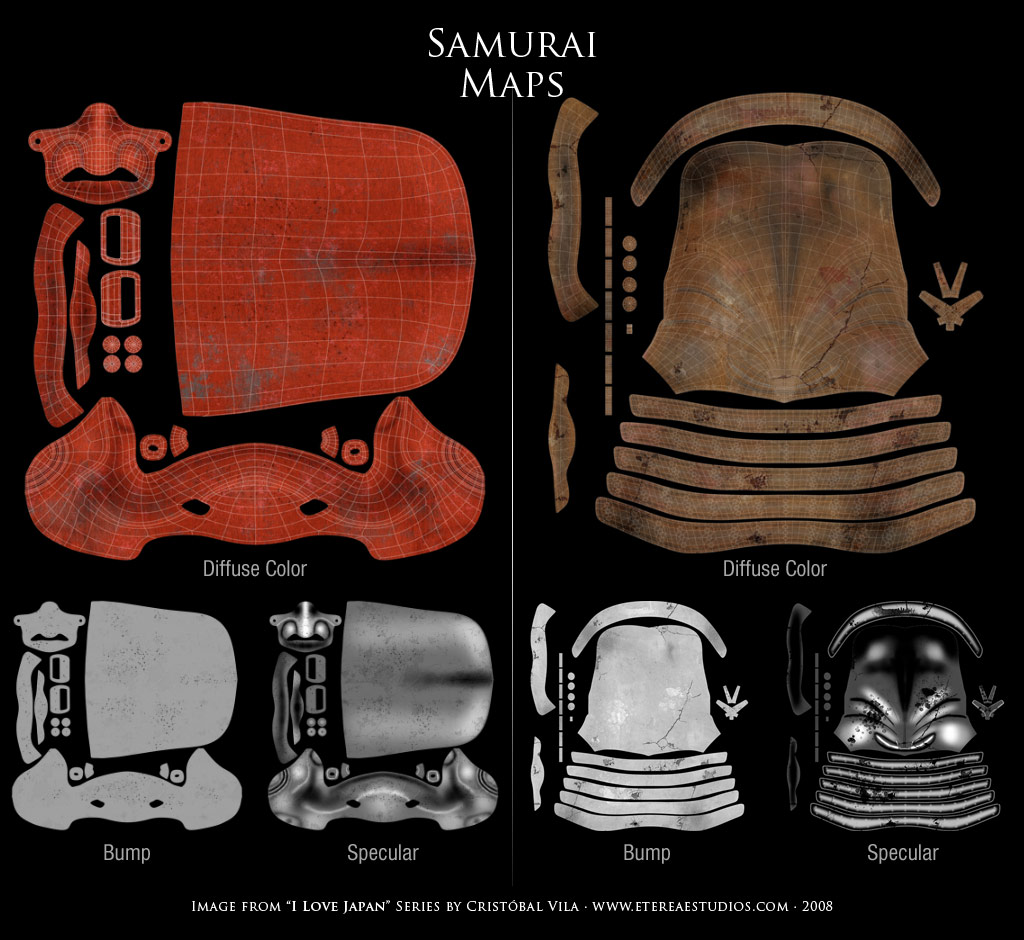 Samurai
Maps
Diffuse Color
Diffuse Color
Bump
Specular
Bump
Specular
Image from “I Love Japan” Series by Cristóbal Vila · www.etereaestudios.com · 2008